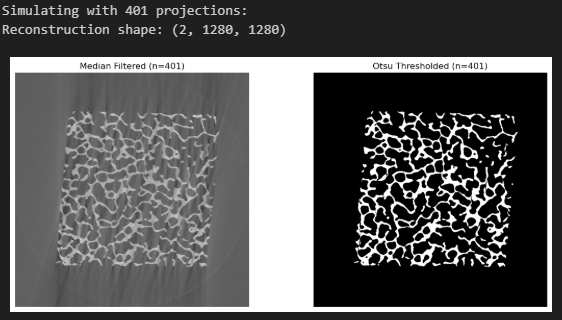 Simulating with 401 projections:
Reconstruction shape: (2, 1280, 1280)
Median Filtered (n=401)
Otsu Thresholded (n=401)